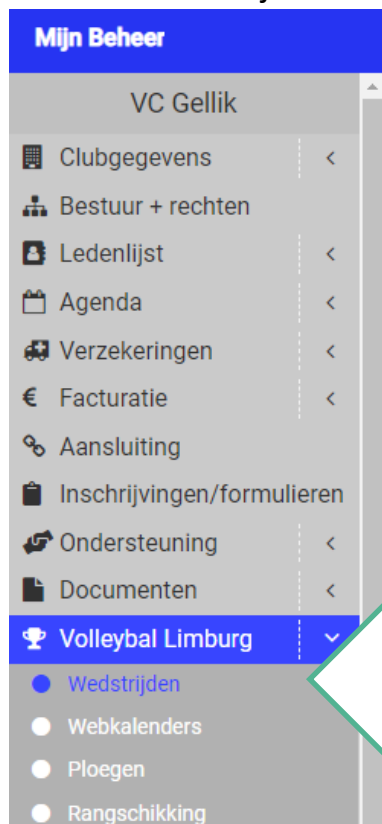 Mijn Beheer
VC Gellik
Clubgegevens
Bestuur + rechten
Ledenlijst
Agenda
Verzekeringen
€ Facturatie
Aansluiting
Inschrijvingen/formulieren
Ondersteuning
Documenten
Volleybal Limburg
Wedstrijden
Webkalenders
Ploegen
Rangschikking